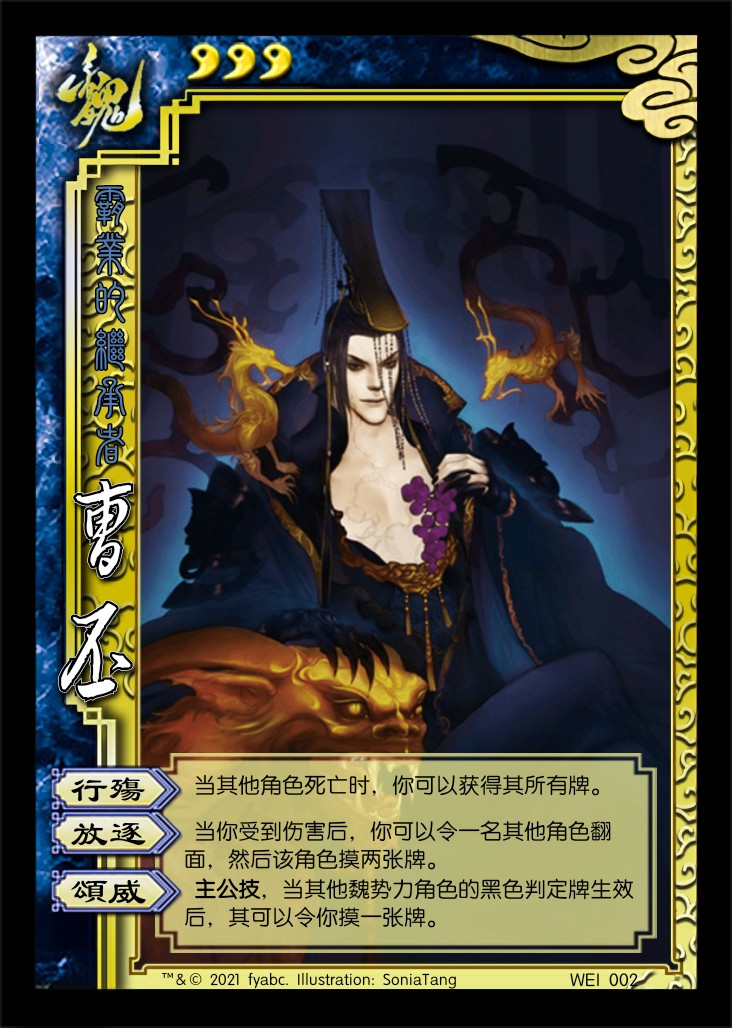 魏
霸業的繼承者
曹丕
行殤
当其他角色死亡时，你可以获得其所有牌。
放逐
当你受到伤害后，你可以令一名其他角色翻
面，然后该角色摸两张牌。
頌威
主公技，当其他魏势力角色的黑色判定牌生效
后，其可以令你摸一张牌。
™&© 2021 fyabc. Illustration: SoniaTang
WEI 002